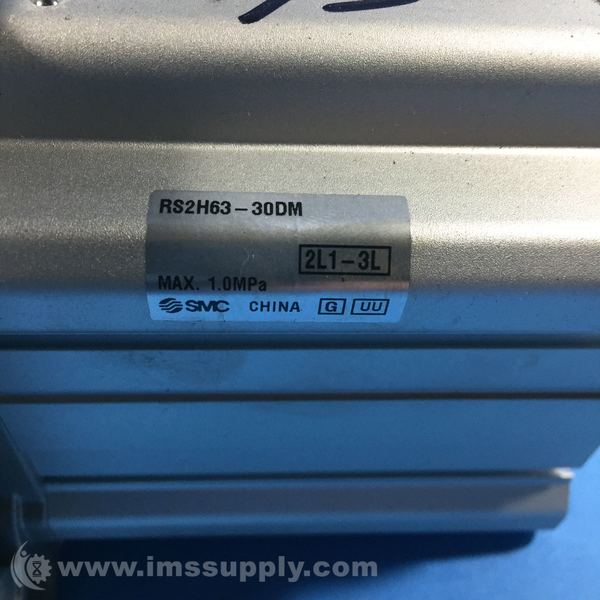 RS2H63-30DM
2L1-3L
MAX. 1.0MPa
SMC CHINA G UU
www.imssupply.com